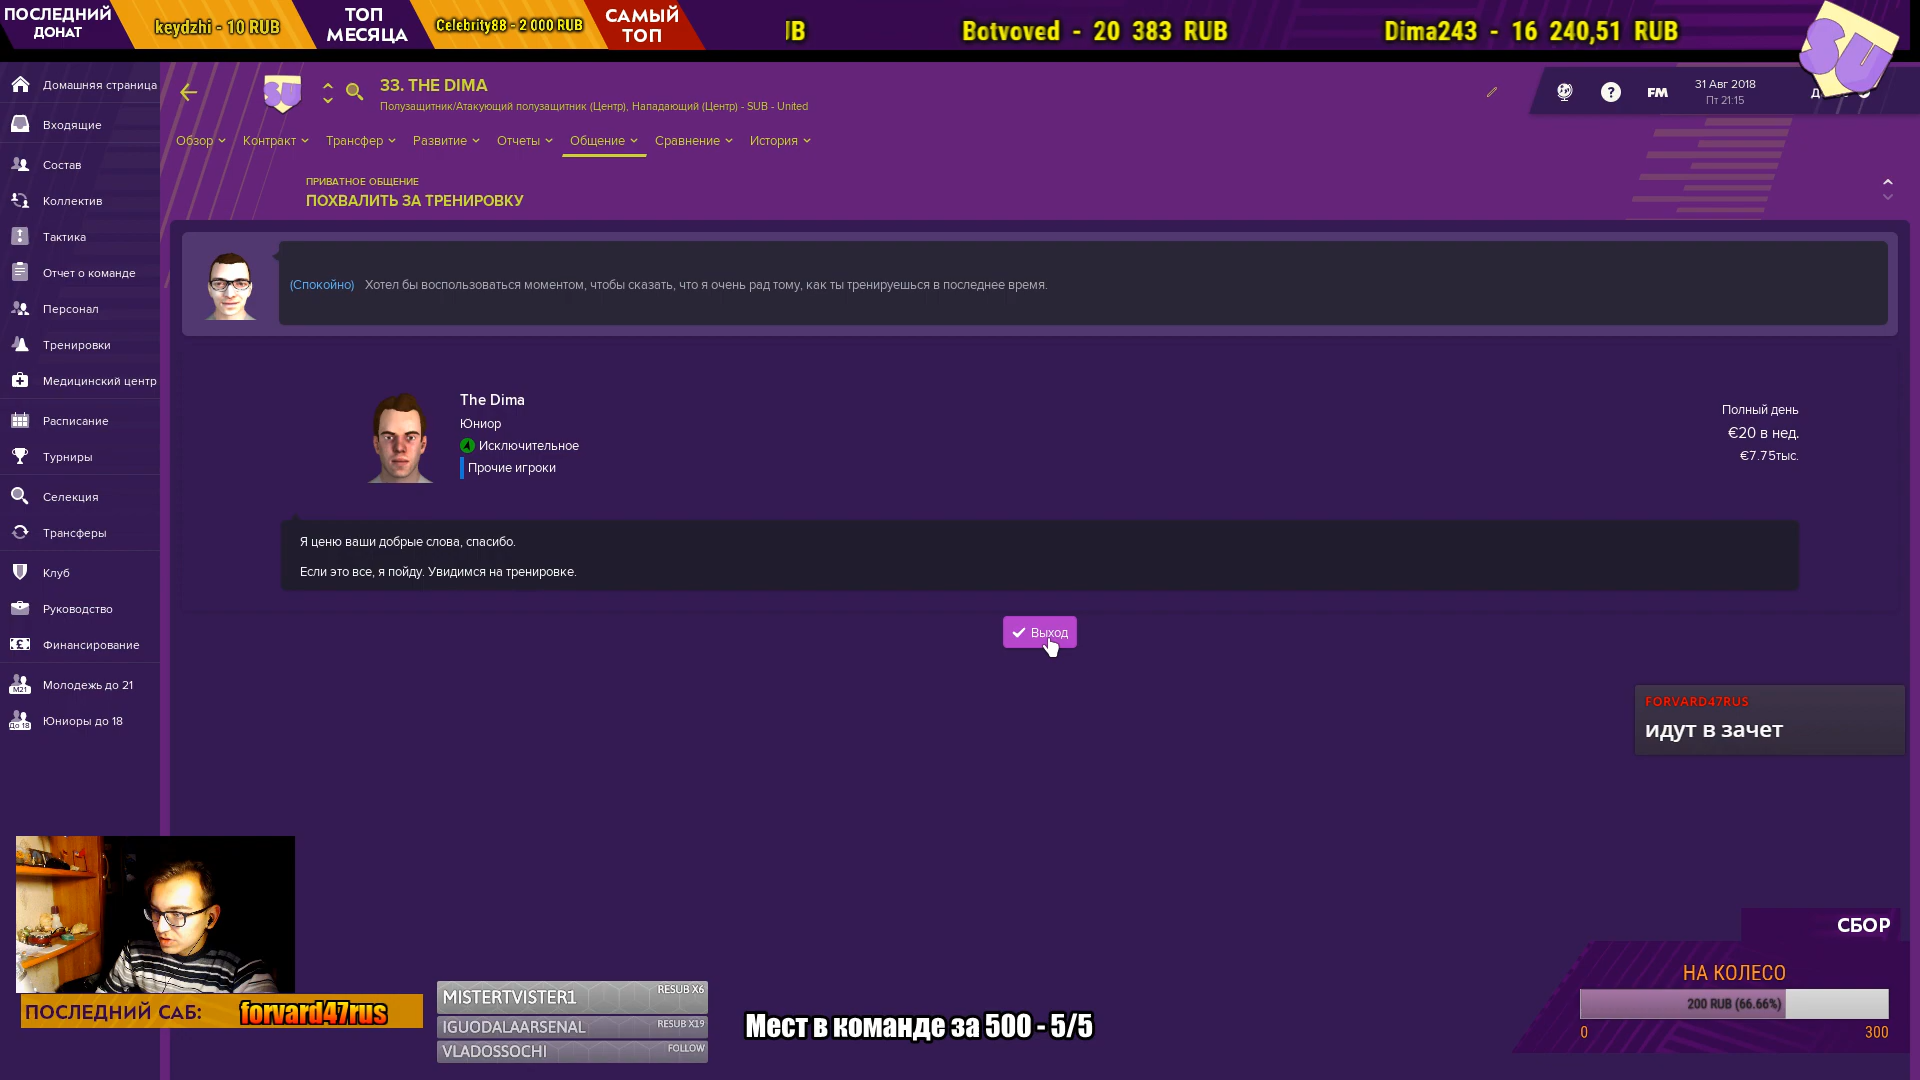 ПОСЛЕДНИЙ
ДОНАТ
keydzhi - 10 RUB
ТОП
МЕСЯЦА
Celebrity88 - 2 000 RUB
САМЫЙ
ТОП
Botvoved - 20 383 RUB
Dima243 - 16 240,51 RUB
SU
Домашняя страница
Входящие
Состав
Коллектив
Тактика
Отчет о команде
Персонал
Тренировки
Медицинский центр
Расписание
Турниры
Селекция
Трансферы
Клуб
Руководство
Финансирование
M21
Молодежь до 21
До 18
Юниоры до 18
33. THE DIMA
Полузащитник/Атакующий полузащитник (Центр), Нападающий (Центр) - SUB - United
FM
31 Авг 2018
Пт 21:15
Обзор
Контракт
Трансфер
Развитие
Отчеты
Общение
Сравнение
История
ПРИВАТНОЕ ОБЩЕНИЕ
ПОХВАЛИТЬ ЗА ТРЕНИРОВКУ
(Спокойно) Хотел бы воспользоваться моментом, чтобы сказать, что я очень рад тому, как ты тренируешься в последнее время.
The Dima
Юниор
Исключительное
Прочие игроки
Полный день
€20 в нед.
€7.75тыс.
Я ценю ваши добрые слова, спасибо.
Если это все, я пойду. Увидимся на тренировке.
Выход
FORVARD47RUS
идут в зачет
ПОСЛЕДНИЙ САБ: forvard47rus
MISTERTVISTER1 RESUB X6
IGUODALAARSENAL RESUB X19
VLADOSSOCHI FOLLOW
Мест в команде за 500 - 5/5
СБОР
НА КОЛЕСО
200 RUB (66.66%)
0 300